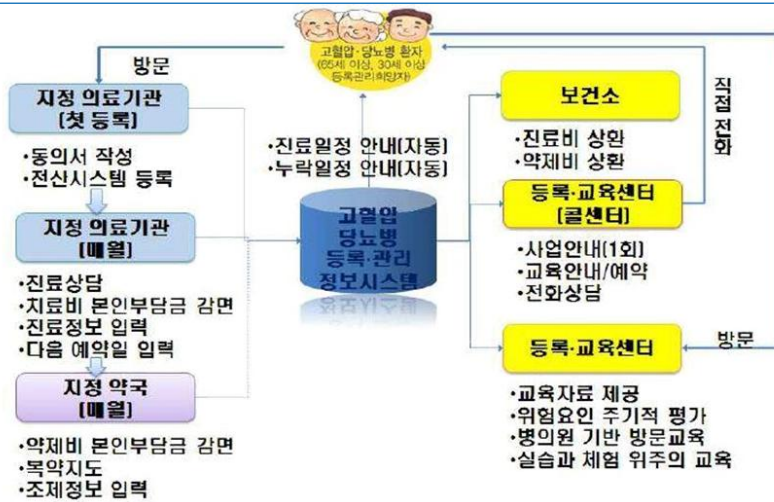 고혈압·당뇨병 환자
(65세 이상, 30세 이상
등록관리희망자)
방문
지정 의료기관
(첫 등록)
•동의서 작성
•전산시스템 등록
지정 의료기관
(매월)
•진료상담
•치료비 본인부담금 감면
•진료정보 입력
•다음 예약일 입력
지정 약국
(매월)
•약제비 본인부담금 감면
•복약지도
•조제정보 입력
•진료일정 안내(자동)
•누락일정 안내(자동)
고혈압
당뇨병
등록·관리
정보시스템
보건소
•진료비 상환
•약제비 상환
직접 전화
등록·교육센터
(콜센터)
•사업안내(1회)
•교육안내/예약
•전화상담
방문
등록·교육센터
•교육자료 제공
•위험요인 주기적 평가
•병의원 기반 방문교육
•실습과 체험 위주의 교육